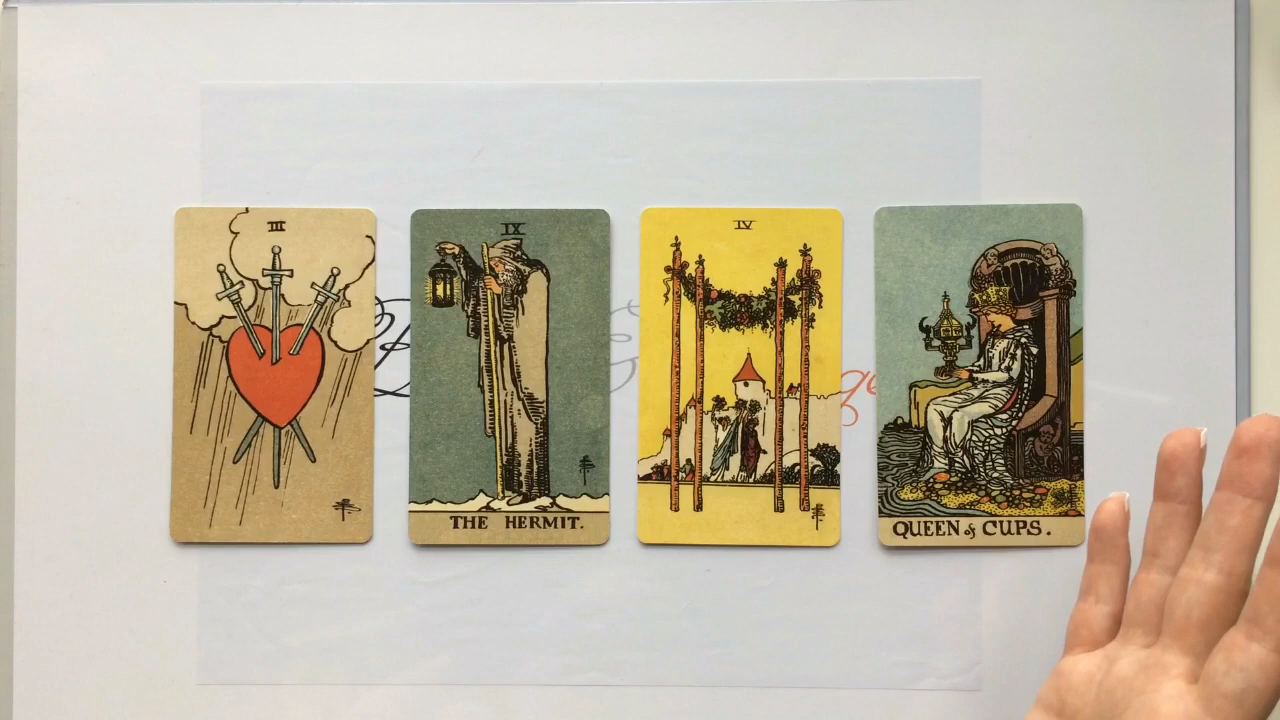 III
IX
THE HERMIT.
IV
QUEEN of CUPS.